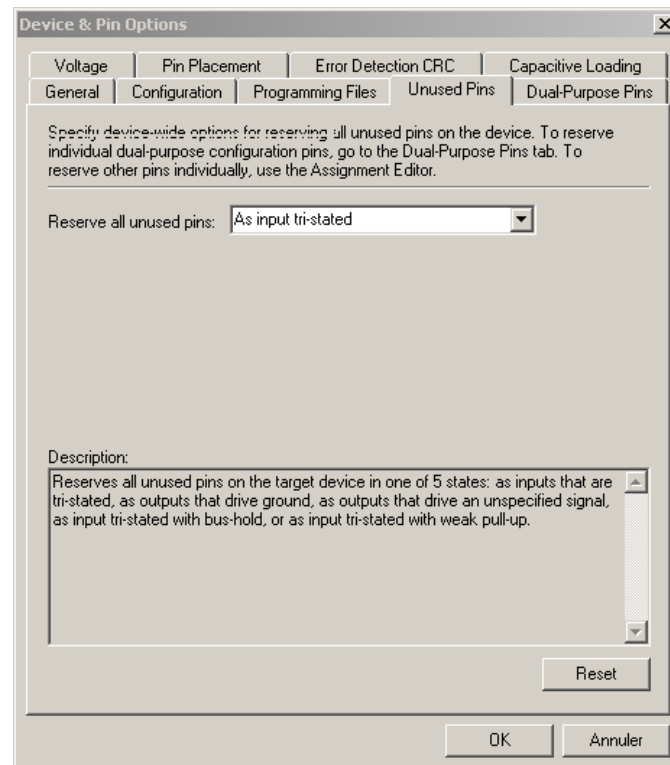 Device & Pin Options
Voltage Pin Placement Error Detection CRC Capacitive Loading
General Configuration Programming Files Unused Pins Dual-Purpose Pins
Specify device-wide options for reserving all unused pins on the device. To reserve
individual dual-purpose configuration pins, go to the Dual-Purpose Pins tab. To
reserve other pins individually, use the Assignment Editor.
Reserve all unused pins: As input tri-stated
Description:
Reserves all unused pins on the target device in one of 5 states: as inputs that are
tri-stated, as outputs that drive ground, as outputs that drive an unspecified signal,
as input tri-stated with bus-hold, or as input tri-stated with weak pull-up.
Reset
OK Annuler